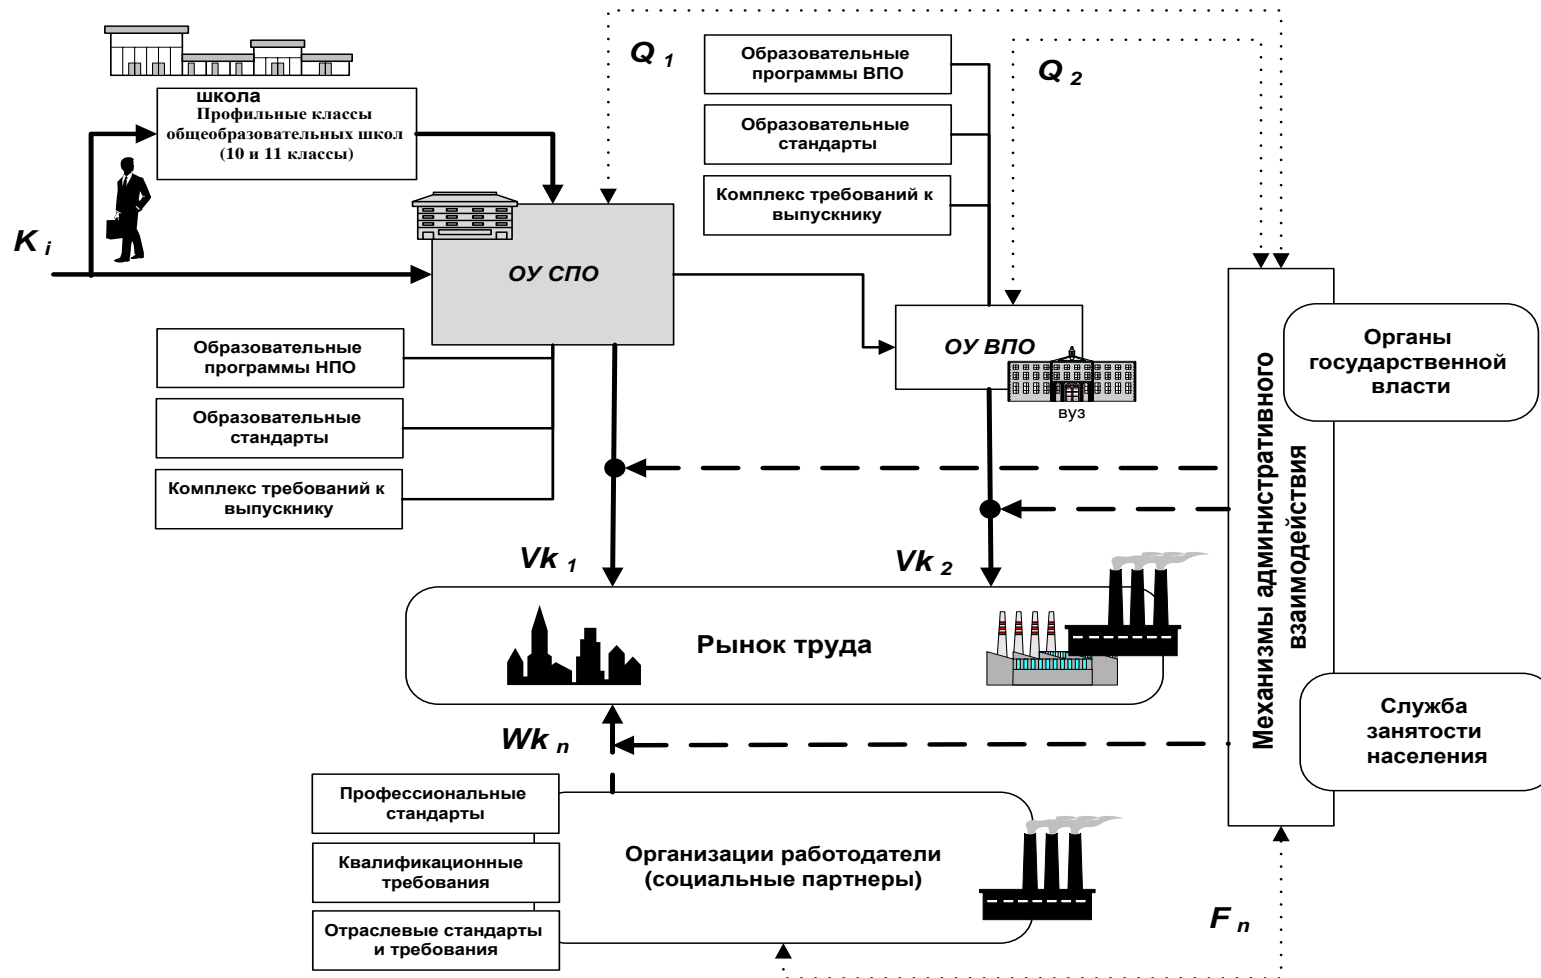 Q 1
Образовательные
программы ВПО
Q 2
школа
Профильные классы
общеобразовательных школ
(10 и 11 классы)
Образовательные
стандарты
Комплекс требований к
выпускнику
K i
ОУ СПО
ОУ ВПО
вуз
Органы
государственной
власти
Образовательные
программы НПО
Образовательные
стандарты
Комплекс требований к
выпускнику
Механизмы административного
взаимодействия
Vk 1
Vk 2
Рынок труда
Служба
занятости
населения
Wk n
Профессиональные
стандарты
Квалификационные
требования
Отраслевые стандарты
и требования
Организации работодатели
(социальные партнеры)
F n